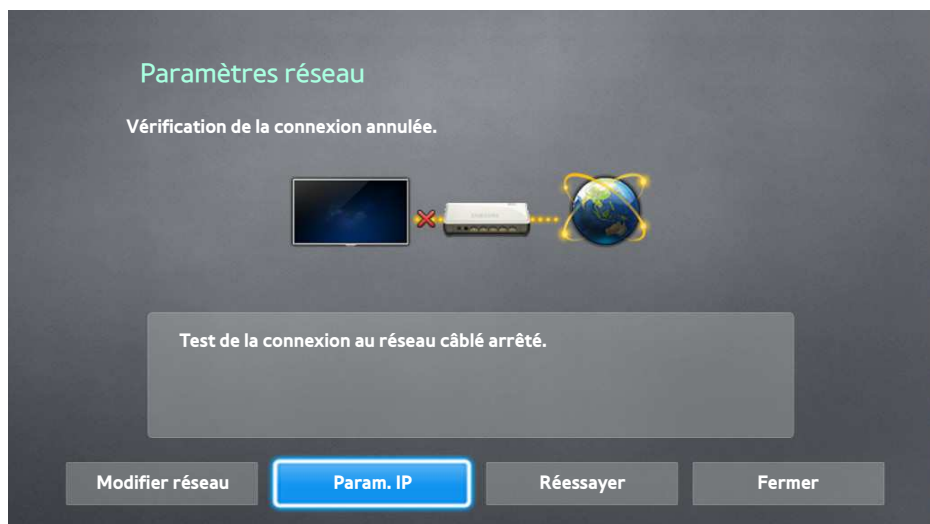 Paramètres réseau
Vérification de la connexion annulée.
SAMSUNG
Test de la connexion au réseau câblé arrêté.
Modifier réseau
Param. IP
Réessayer
Fermer